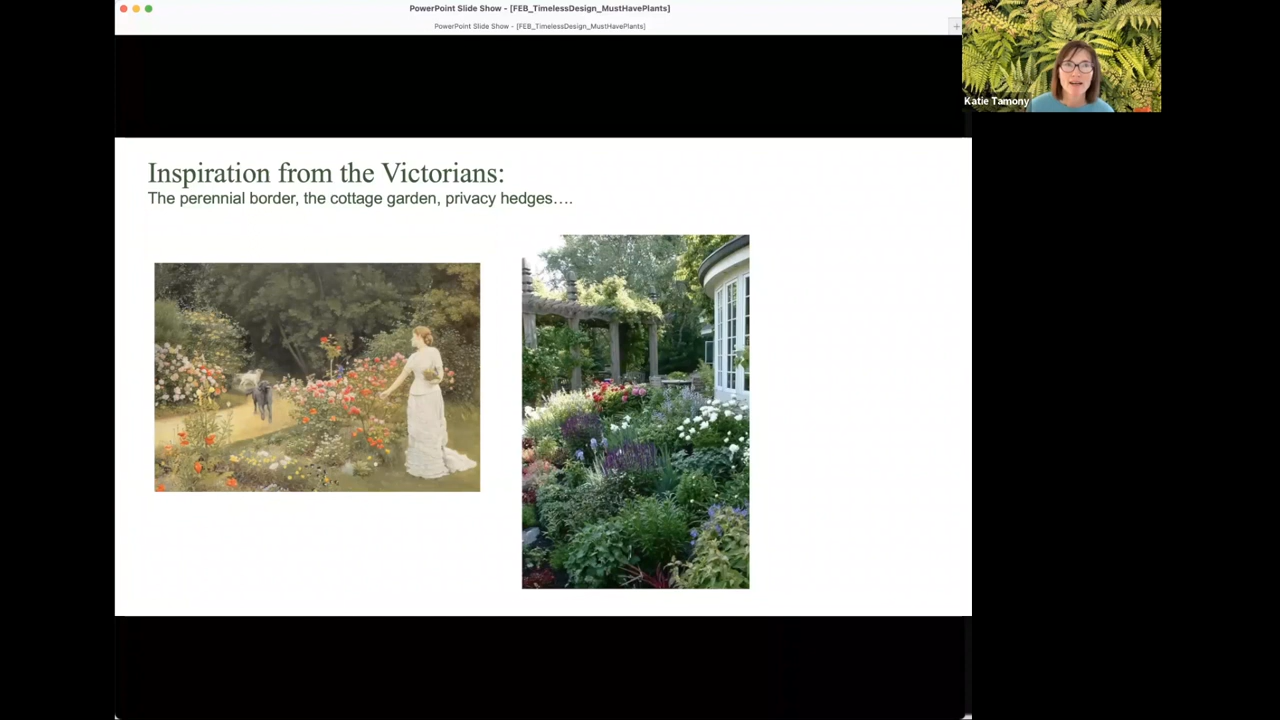 PowerPoint Slide Show - [FEB_TimelessDesign_MustHavePlants]
PowerPoint Slide Show - [FEB_TimelessDesign_MustHavePlants]
Katie Tamony
Inspiration from the Victorians:
The perennial border, the cottage garden, privacy hedges….